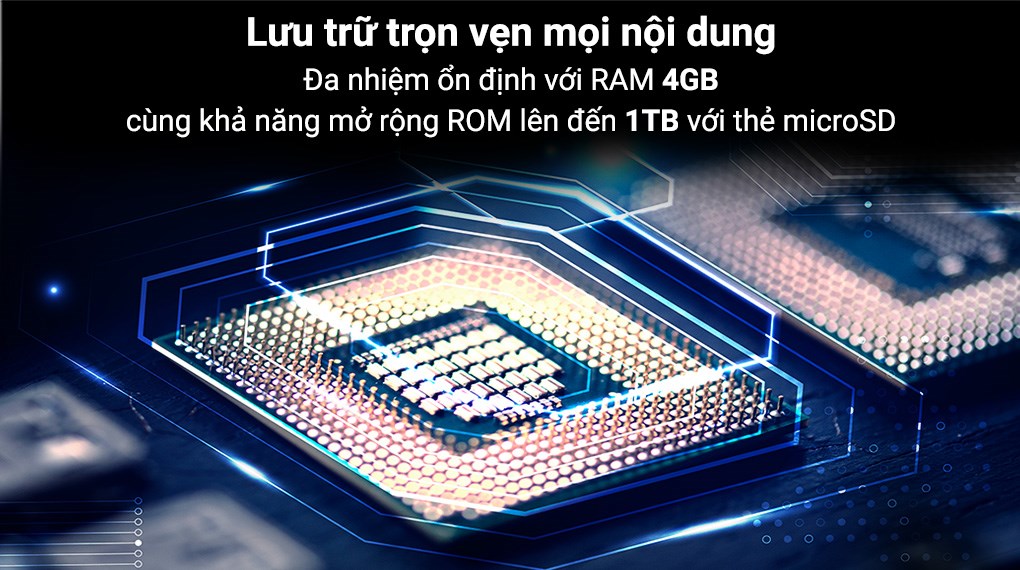 Lưu trữ trọn vẹn mọi nội dung
Đa nhiệm ổn định với RAM 4GB
cùng khả năng mở rộng ROM lên đến 1TB với thẻ microSD